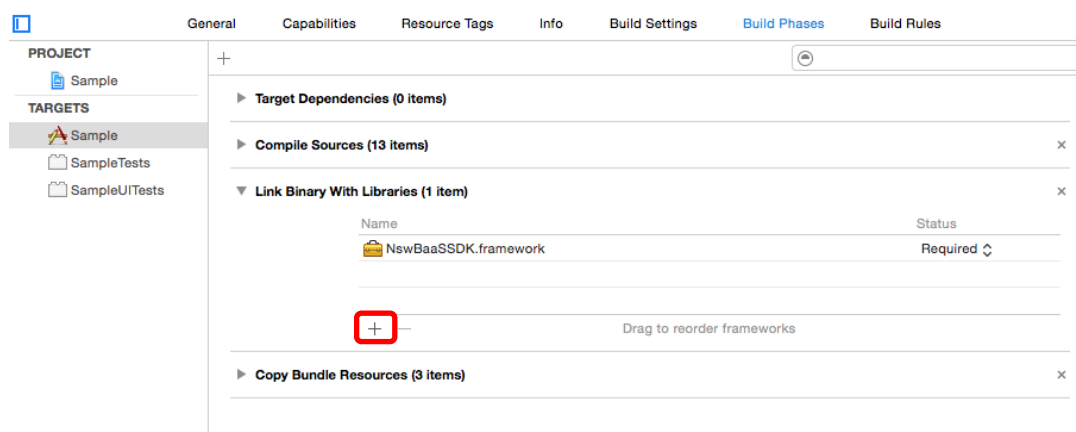 General Capabilities Resource Tags Info Build Settings Build Phases Build Rules
PROJECT
Sample
TARGETS
Sample
SampleTests
SampleUITests
Target Dependencies (0 items)
Compile Sources (13 items)
Link Binary With Libraries (1 item)
Name Status
NswBaaSSDK.framework Required
Drag to reorder frameworks
Copy Bundle Resources (3 items)